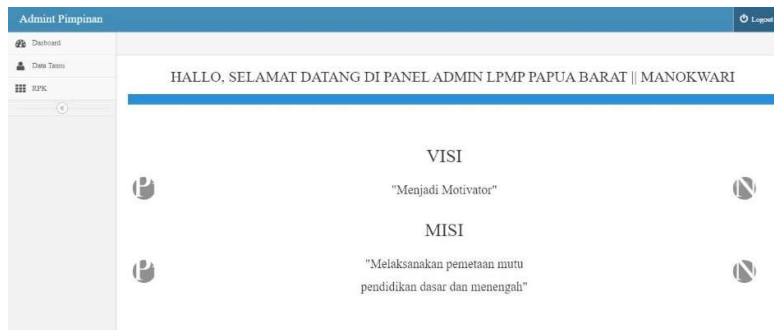 Admint Pimpinan
Logout
Dasboard
Data Tamu
RPK
HALLO, SELAMAT DATANG DI PANEL ADMIN LPMP PAPUA BARAT || MANOKWARI
VISI
"Menjadi Motivator"
MISI
"Melaksanakan pemetaan mutu
pendidikan dasar dan menengah"